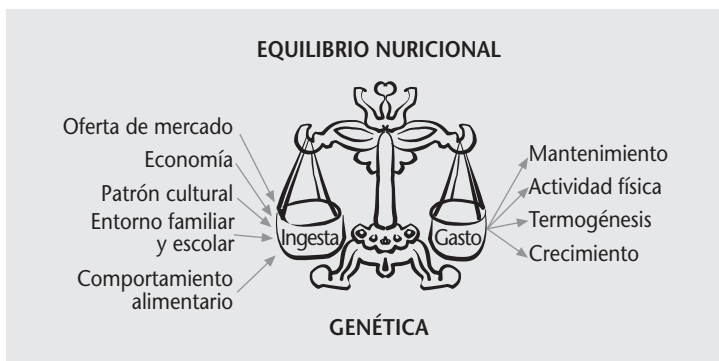 EQUILIBRIO NURICIONAL
Oferta de mercado
Economía
Patrón cultural
Entorno familiar
y escolar
Comportamiento
alimentario
Ingesta
Gasto
Mantenimiento
Actividad física
Termogénesis
Crecimiento
GENÉTICA